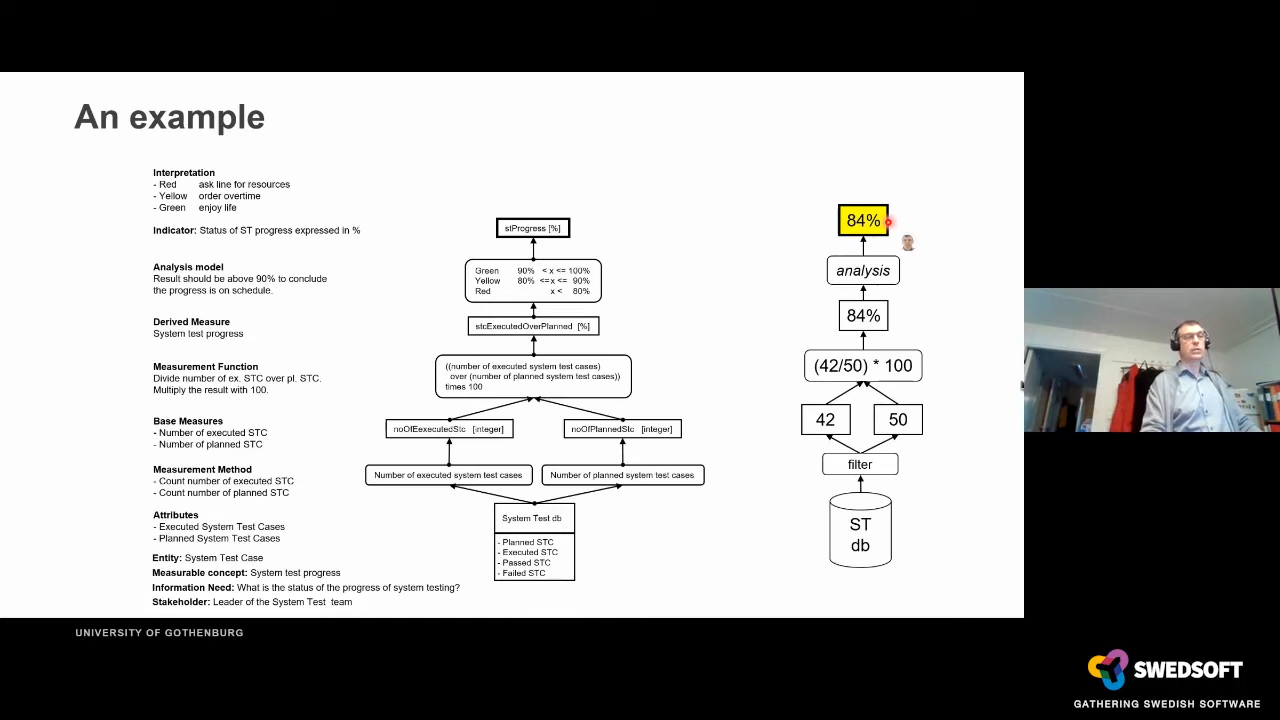 An example
Interpretation
- Red ask line for resources
- Yellow order overtime
- Green enjoy life
Indicator: Status of ST progress expressed in %
Analysis model
Result should be above 90% to conclude
the progress is on schedule.
Derived Measure
System test progress
Measurement Function
Divide number of ex. STC over pl. STC.
Multiply the result with 100.
Base Measures
- Number of executed STC
- Number of planned STC
Measurement Method
- Count number of executed STC
- Count number of planned STC
Attributes
- Executed System Test Cases
- Planned System Test Cases
Entity: System Test Case
Measurable concept: System test progress
Information Need: What is the status of the progress of system testing?
Stakeholder: Leader of the System Test team
stProgress [%]
Green 90% < x <= 100%
Yellow 80% <=x <= 90%
Red x < 80%
stcExecutedOverPlanned [%]
((number of executed system test cases)
over (number of planned system test cases))
times 100
noOfEexecutedStc [integer]
noOfPlannedStc [integer]
Number of executed system test cases
Number of planned system test cases
System Test db
- Planned STC
- Executed STC
- Passed STC
- Failed STC
84%
analysis
84%
(42/50) * 100
42
50
filter
ST
db
UNIVERSITY OF GOTHENBURG
SWEDSOFT
GATHERING SWEDISH SOFTWARE